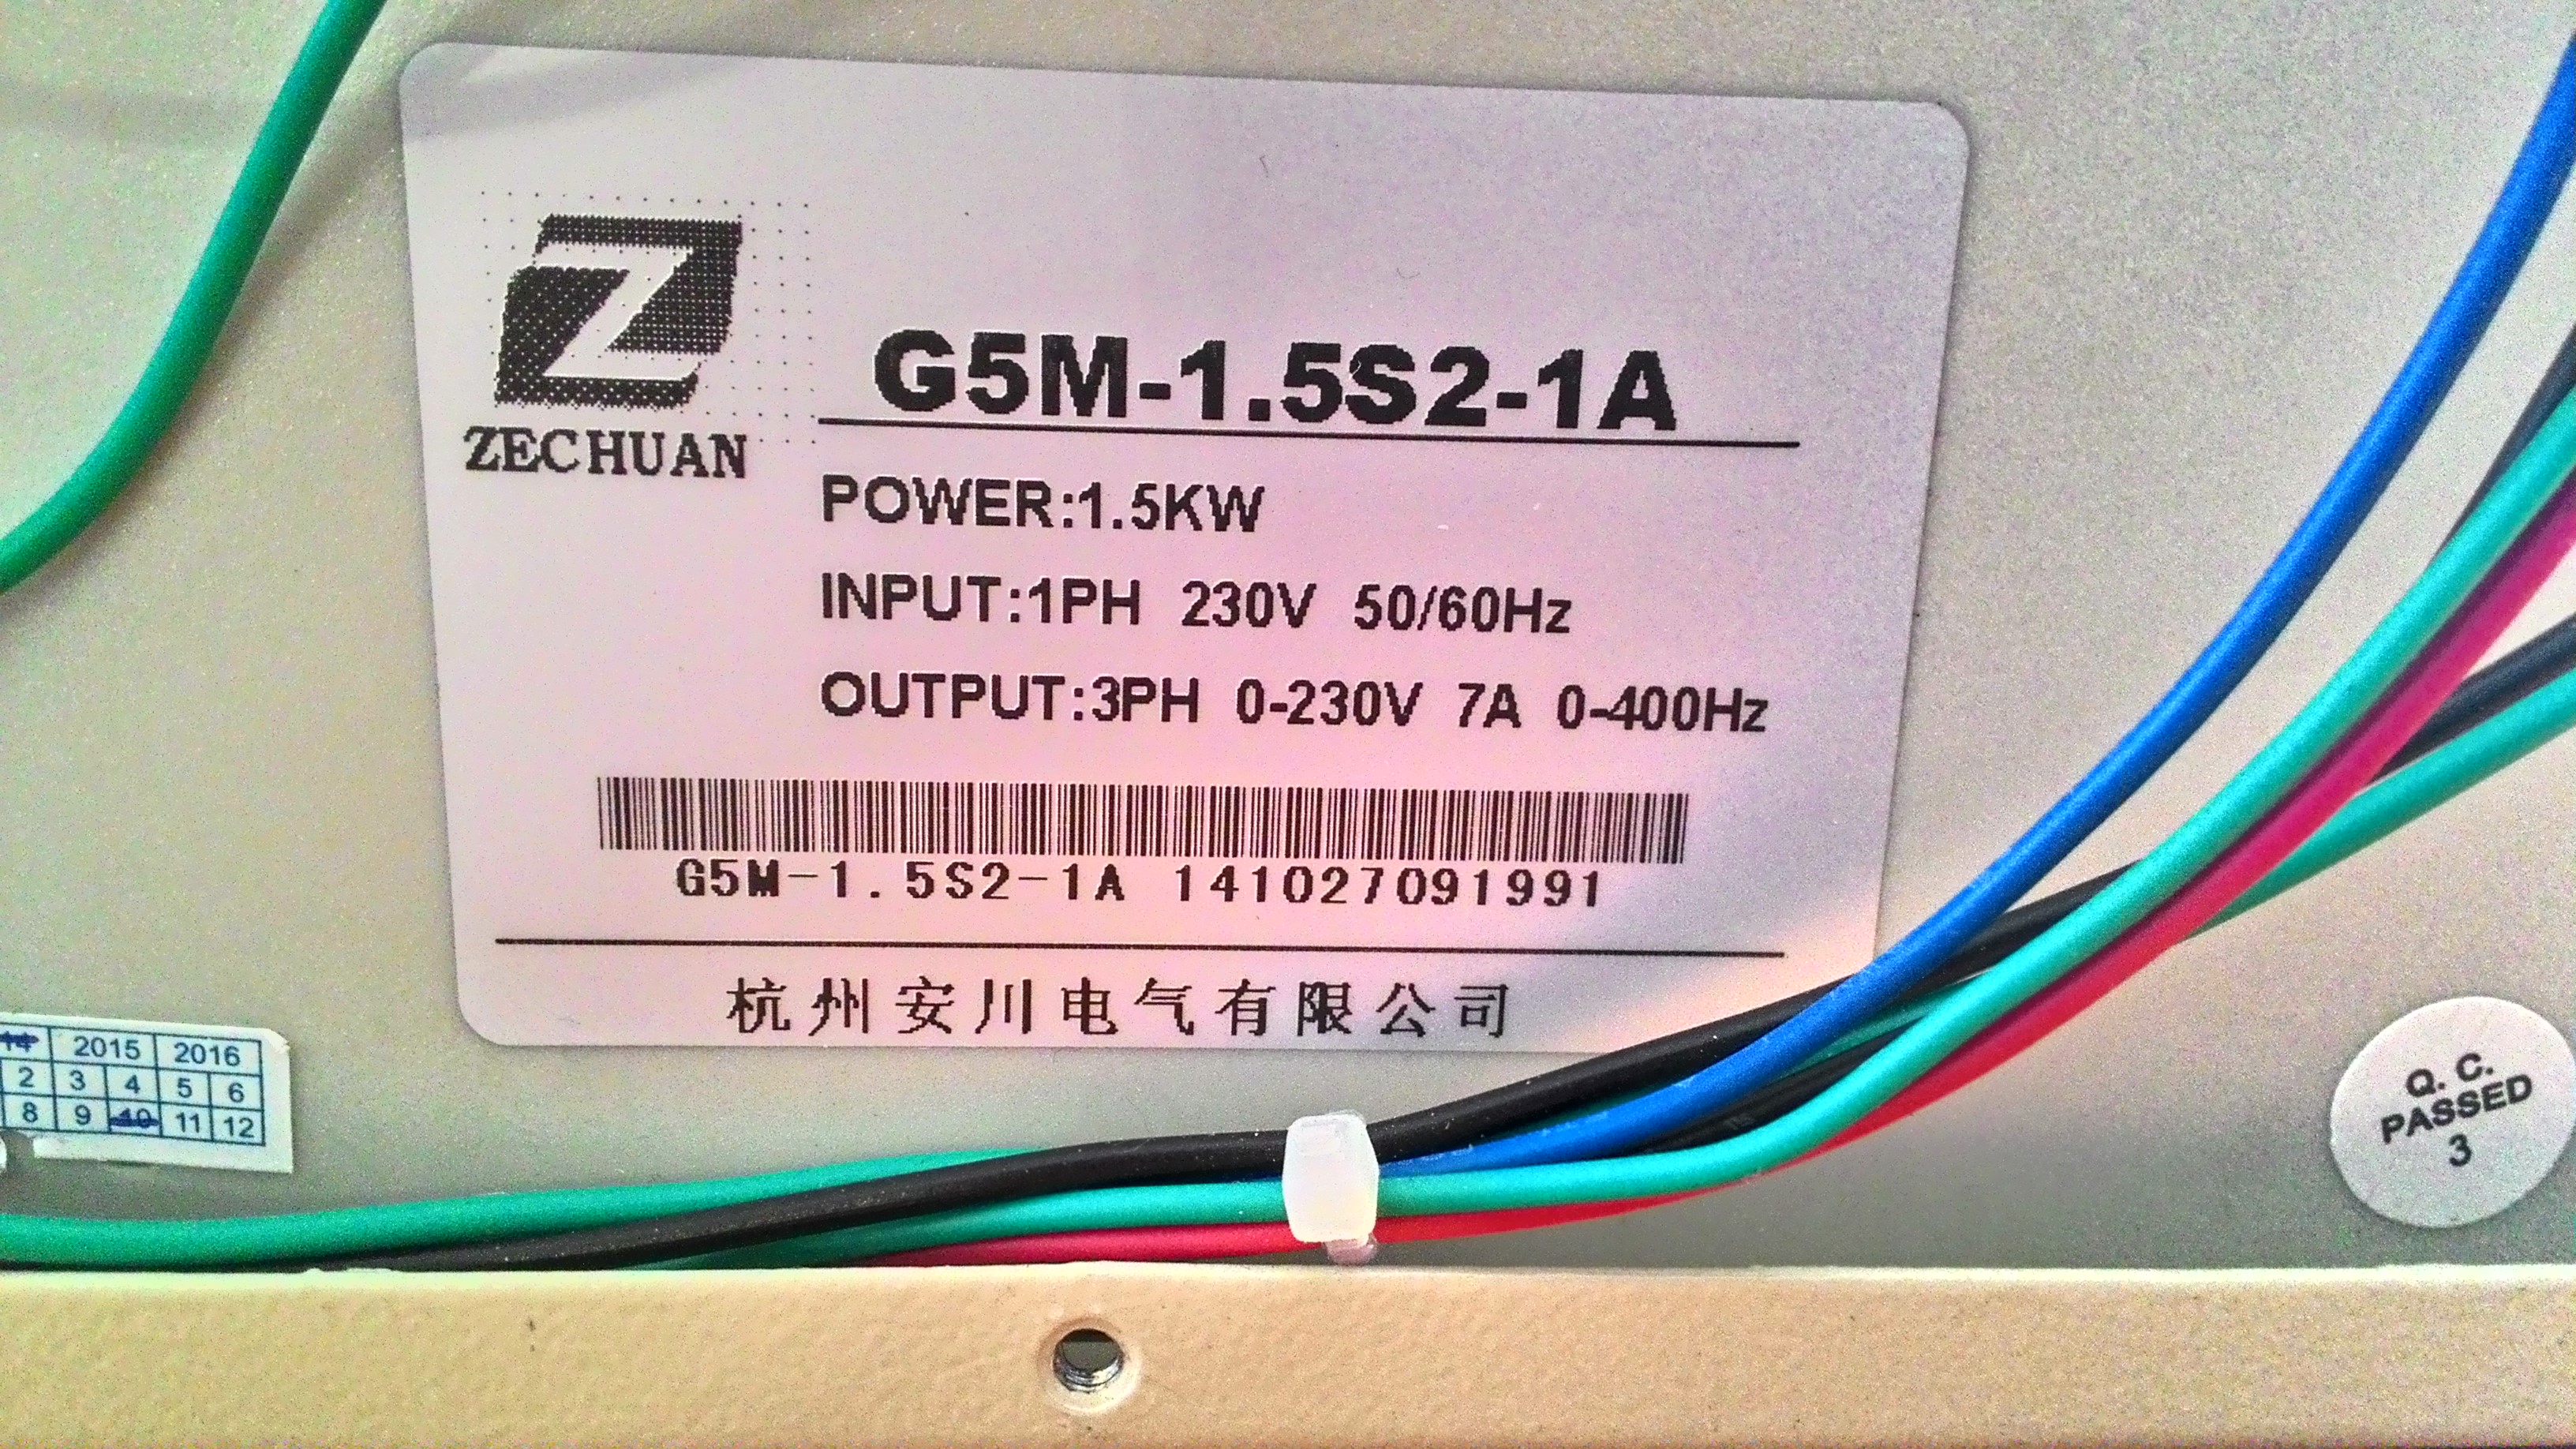 ZECHUAN
G5M-1.5S2-1A
POWER:1.5KW
INPUT:1PH 230V 50/60Hz
OUTPUT:3PH 0-230V 7A 0-400Hz
G5M-1.5S2-1A 141027091991
杭州安川电气有限公司
14 2015 2016
2 3 4 5 6
8 9 10 11 12
Q. C.
PASSED
3